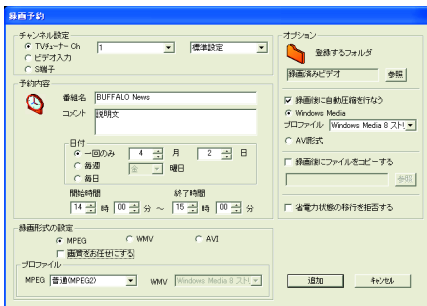 録画予約
チャンネル設定
TVチューナー Ch 1 標準設定
ビデオ入力
S端子
予約内容
番組名 BUFFALO News
コメント 説明文
日付
一回のみ 4 月 2 日
毎週 金 曜日
毎日
開始時間 終了時間
14 時 00 分 ～ 15 時 00 分
録画形式の設定
MPEG WMV AVI
画質をお任せにする
プロファイル
MPEG 普通(MPEG2) WMV Windows Media 8 ストリ
オプション
登録するフォルダ
録画済みビデオ 参照
録画後に自動圧縮を行なう
Windows Media
プロファイル Windows Media 8 ストリ
AVI形式
録画後にファイルをコピーする
参照
省電力状態の移行を拒否する
追加 キャンセル